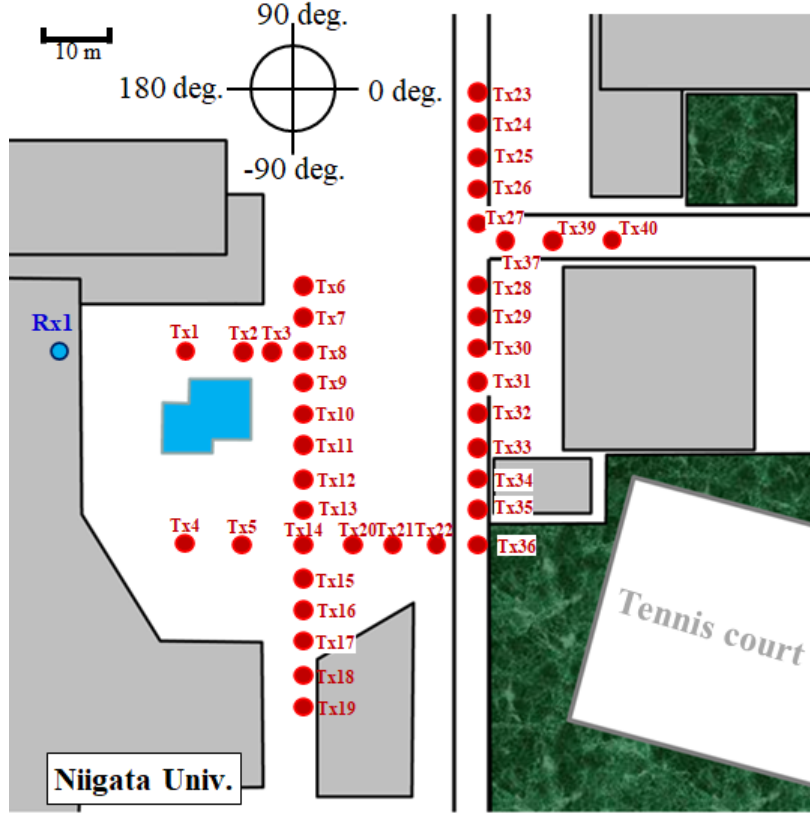 90 deg.
10 m
180 deg.
0 deg.
-90 deg.
Tx23
Tx24
Tx25
Tx26
Tx27
Tx39
Tx40
Tx37
Tx6
Tx28
Tx7
Tx29
Rx1
Tx1
Tx2
Tx3
Tx8
Tx30
Tx9
Tx31
Tx10
Tx32
Tx11
Tx33
Tx12
Tx34
Tx13
Tx35
Tx4
Tx5
Tx14
Tx20
Tx21
Tx22
Tx36
Tx15
Tx16
Tx17
Tx18
Tx19
Tennis court
Niigata Univ.